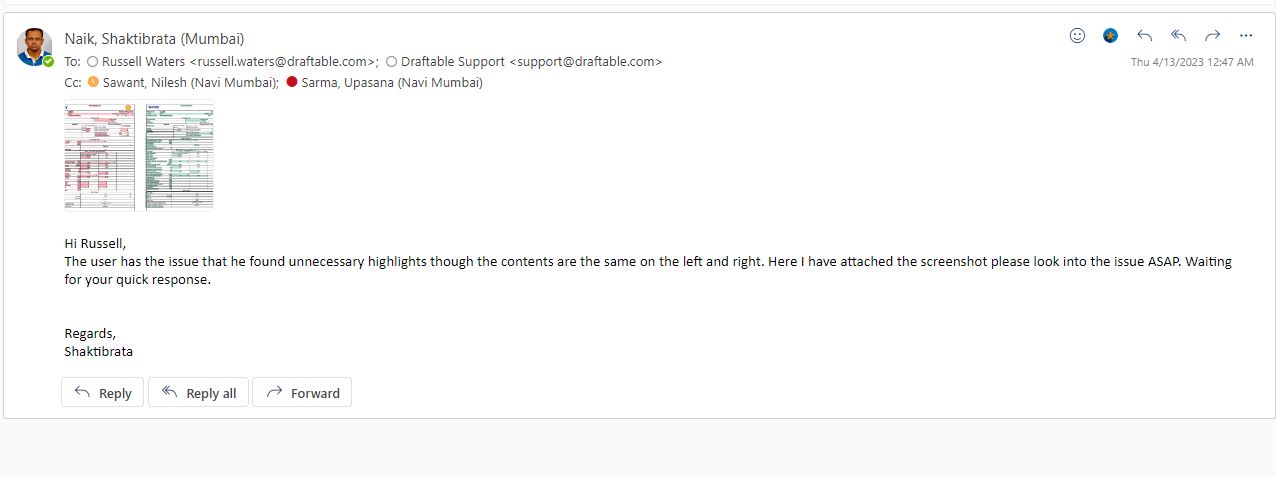 Naik, Shaktibrata (Mumbai)
To: Russell Waters <russell.waters@draftable.com>; Draftable Support <support@draftable.com>
Thu 4/13/2023 12:47 AM
Cc: Sawant, Nilesh (Navi Mumbai); Sarma, Upasana (Navi Mumbai)
Hi Russell,
The user has the issue that he found unnecessary highlights though the contents are the same on the left and right. Here I have attached the screenshot please look into the issue ASAP. Waiting
for your quick response.
Regards,
Shaktibrata
Reply
Reply all
Forward